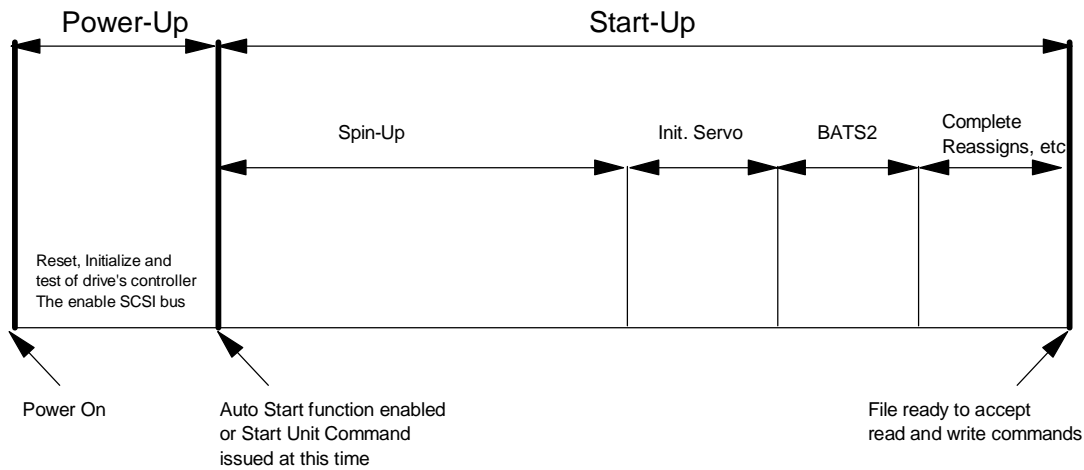 Power-Up
Start-Up
Spin-Up
Init. Servo
BATS2
Complete
Reassigns, etc
Reset, Initialize and
test of drive's controller
The enable SCSI bus
Power On
Auto Start function enabled
or Start Unit Command
issued at this time
File ready to accept
read and write commands